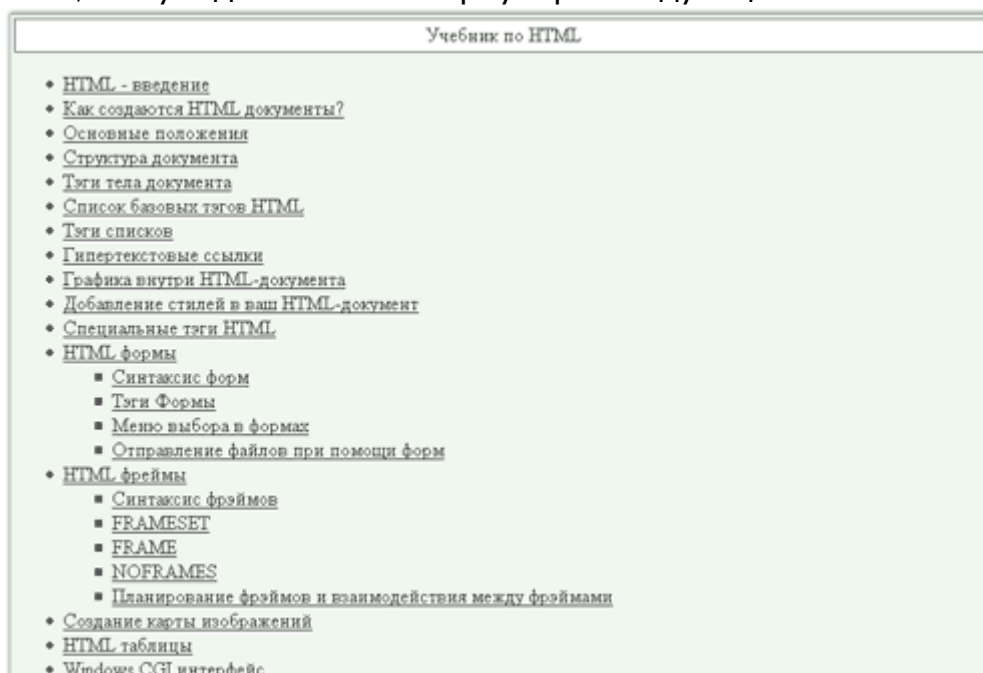 Учебник по HTML
HTML - введение
Как создаются HTML документы?
Основные положения
Структура документа
Тэги тела документа
Список базовых тэгов HTML
Тэги списков
Гипертекстовые ссылки
Графика внутри HTML-документа
Добавление стилей в ваш HTML-документ
Специальные тэги HTML
HTML формы
Синтаксис форм
Тэги Формы
Меню выбора в формах
Отправление файлов при помощи форм
HTML фреймы
Синтаксис фрэймов
FRAMESET
FRAME
NOFRAMES
Планирование фрэймов и взаимодействия между фрэймами
Создание карты изображений
HTML таблицы
Windows CGI интерфейс